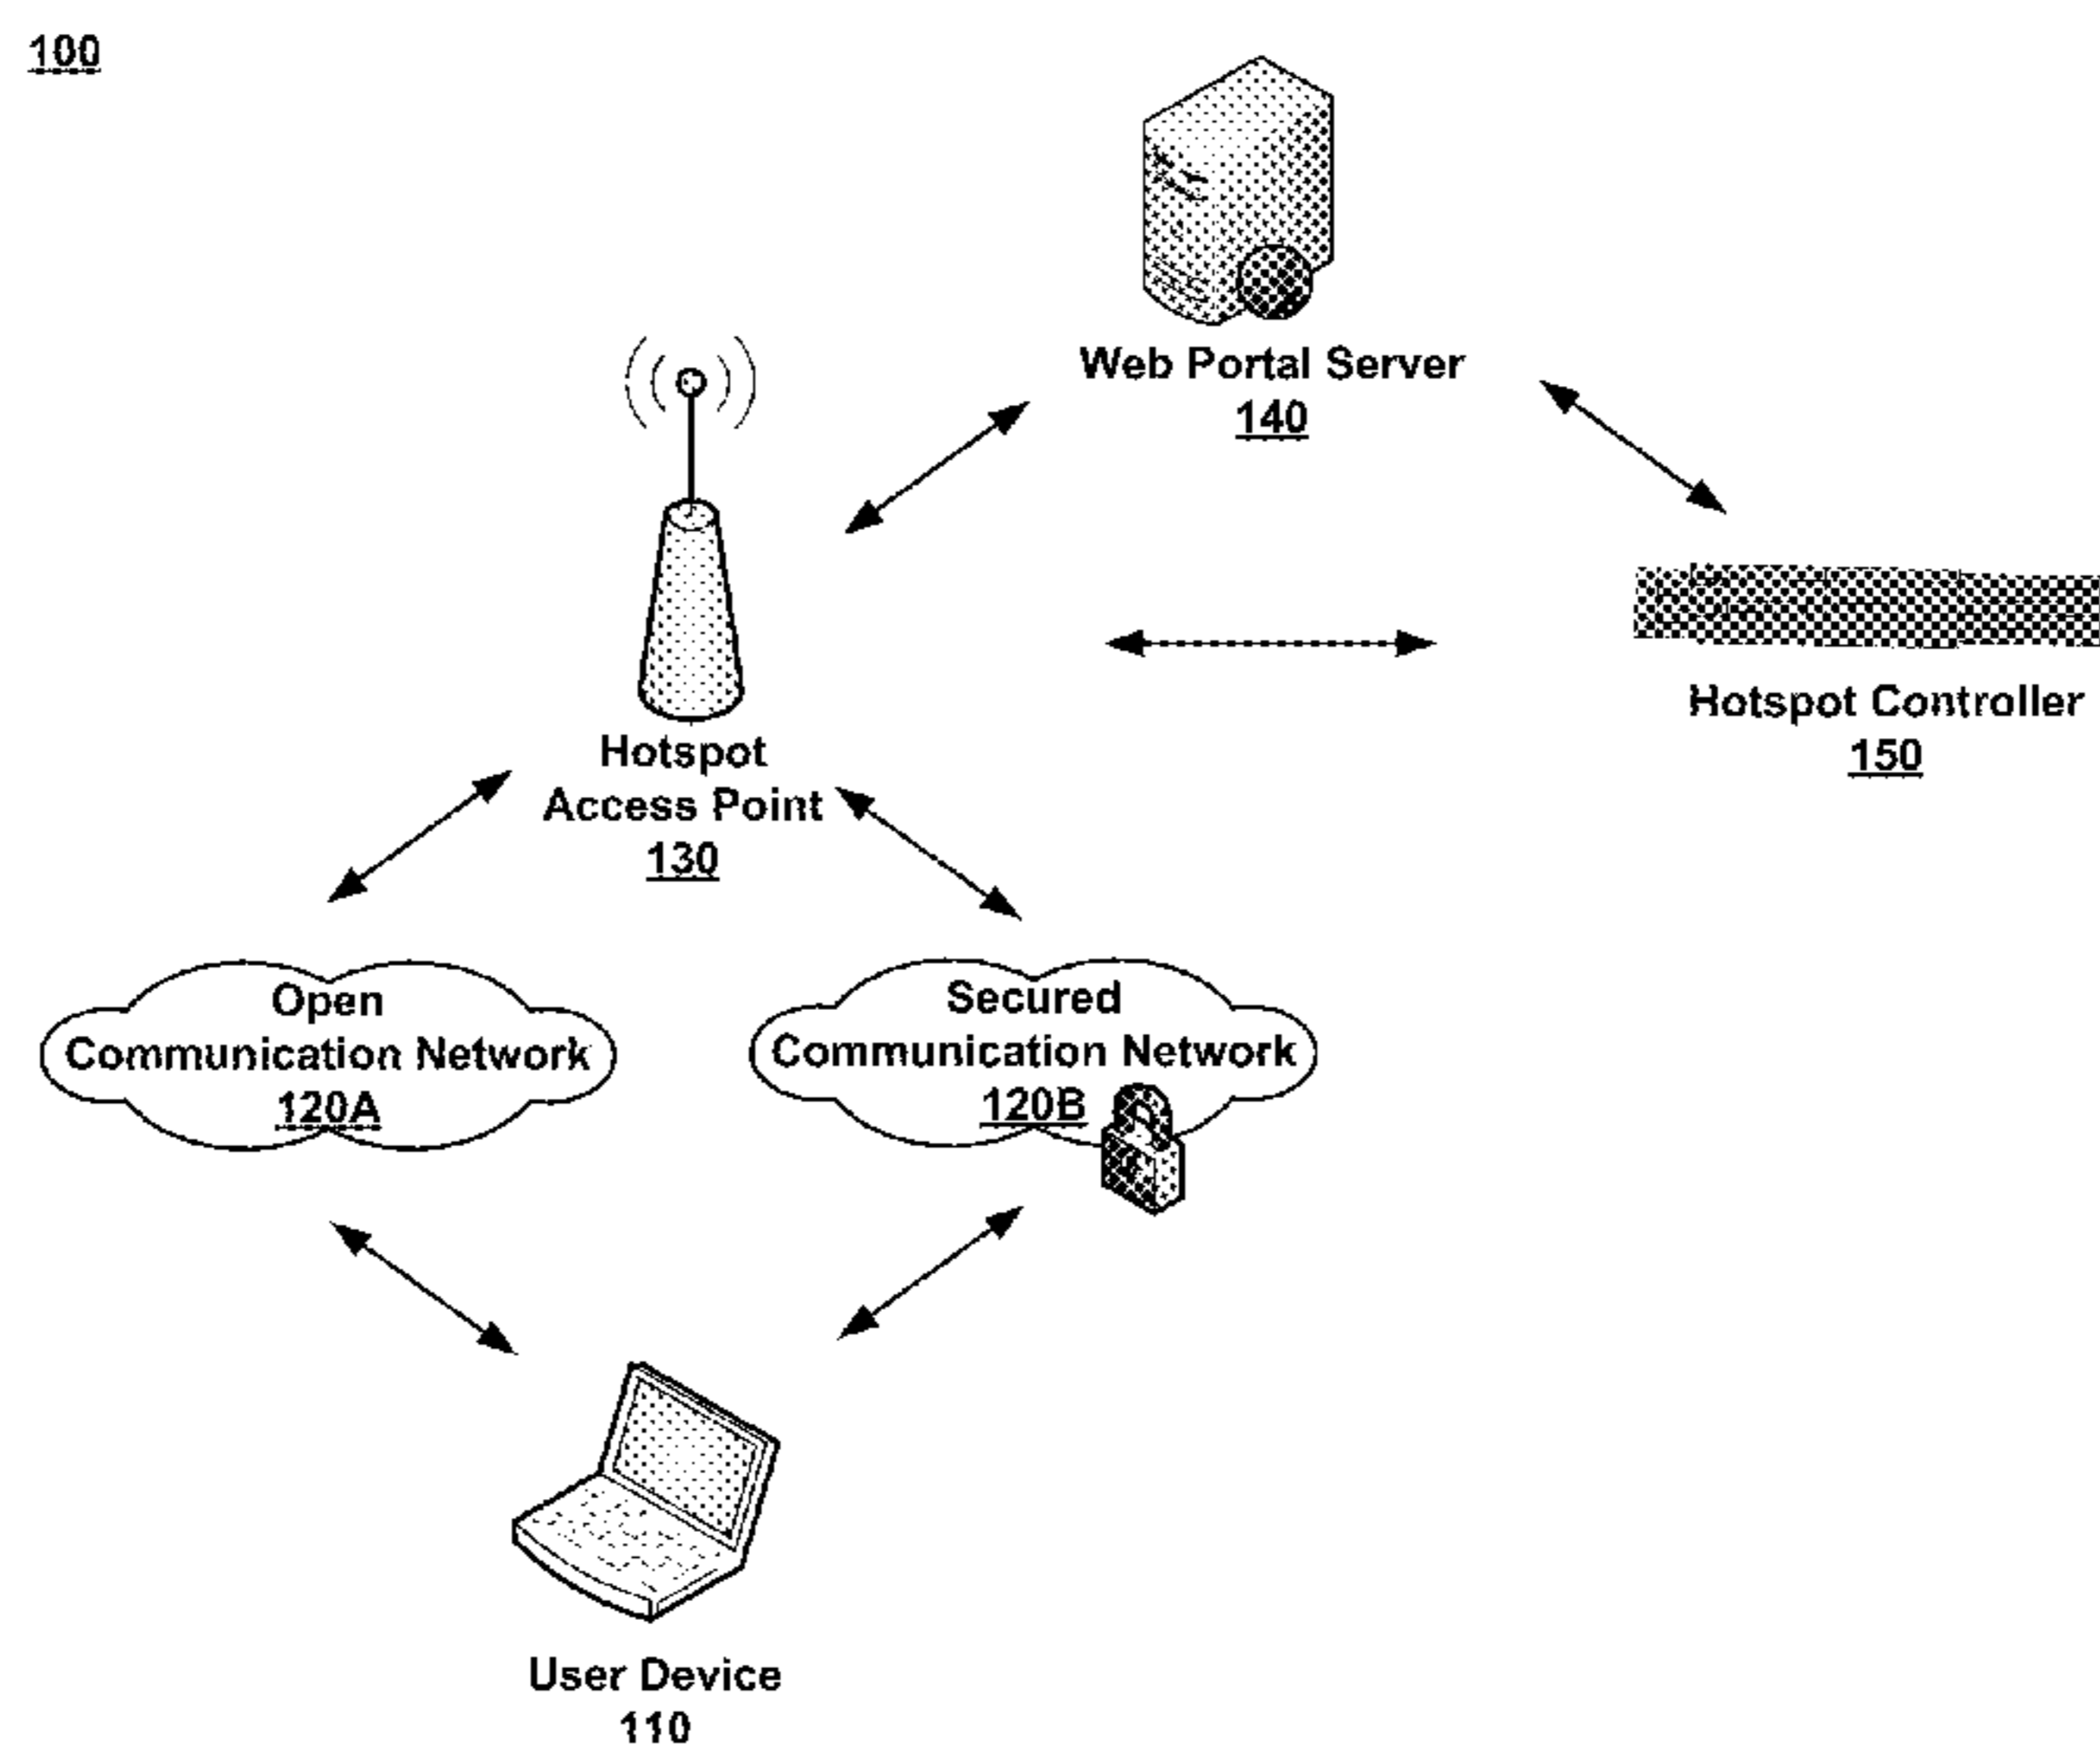 100
Web Portal Server
140
Hotspot
Access Point
130
Hotspot Controller
150
Open
Communication Network
120A
Secured
Communication Network
120B
User Device
110